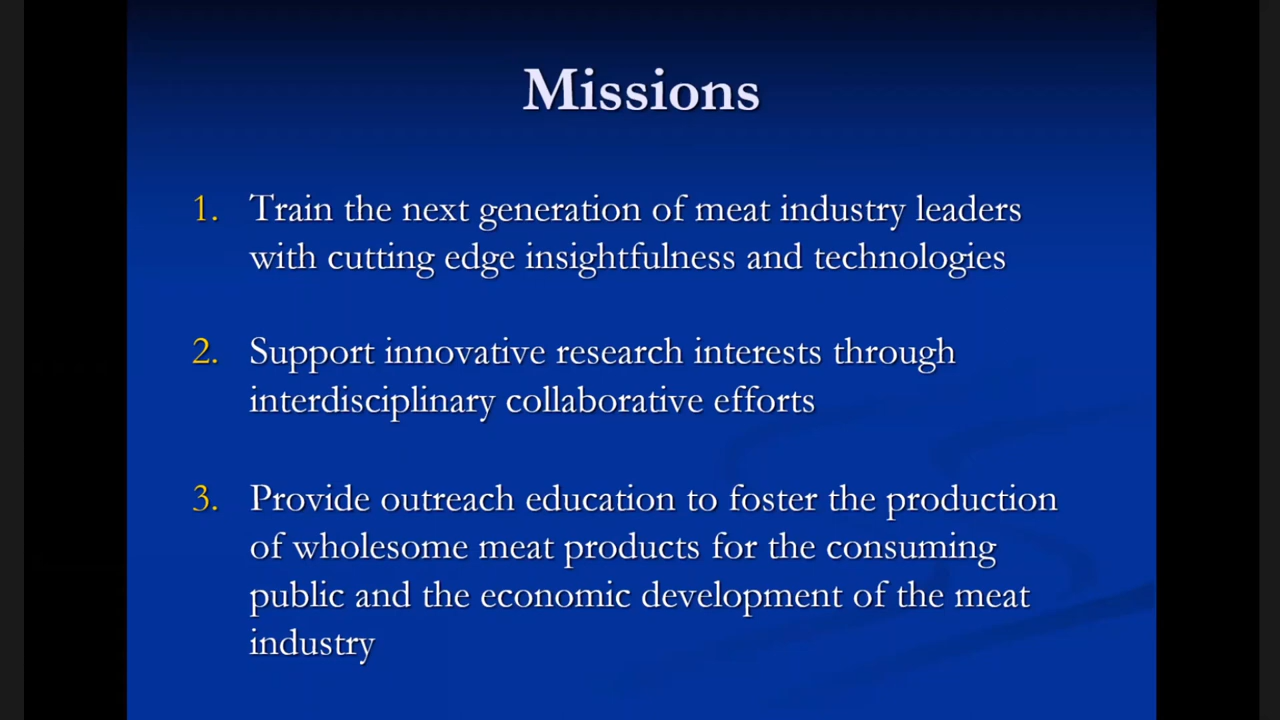 Missions
1. Train the next generation of meat industry leaders
with cutting edge insightfulness and technologies
2. Support innovative research interests through
interdisciplinary collaborative efforts
3. Provide outreach education to foster the production
of wholesome meat products for the consuming
public and the economic development of the meat
industry